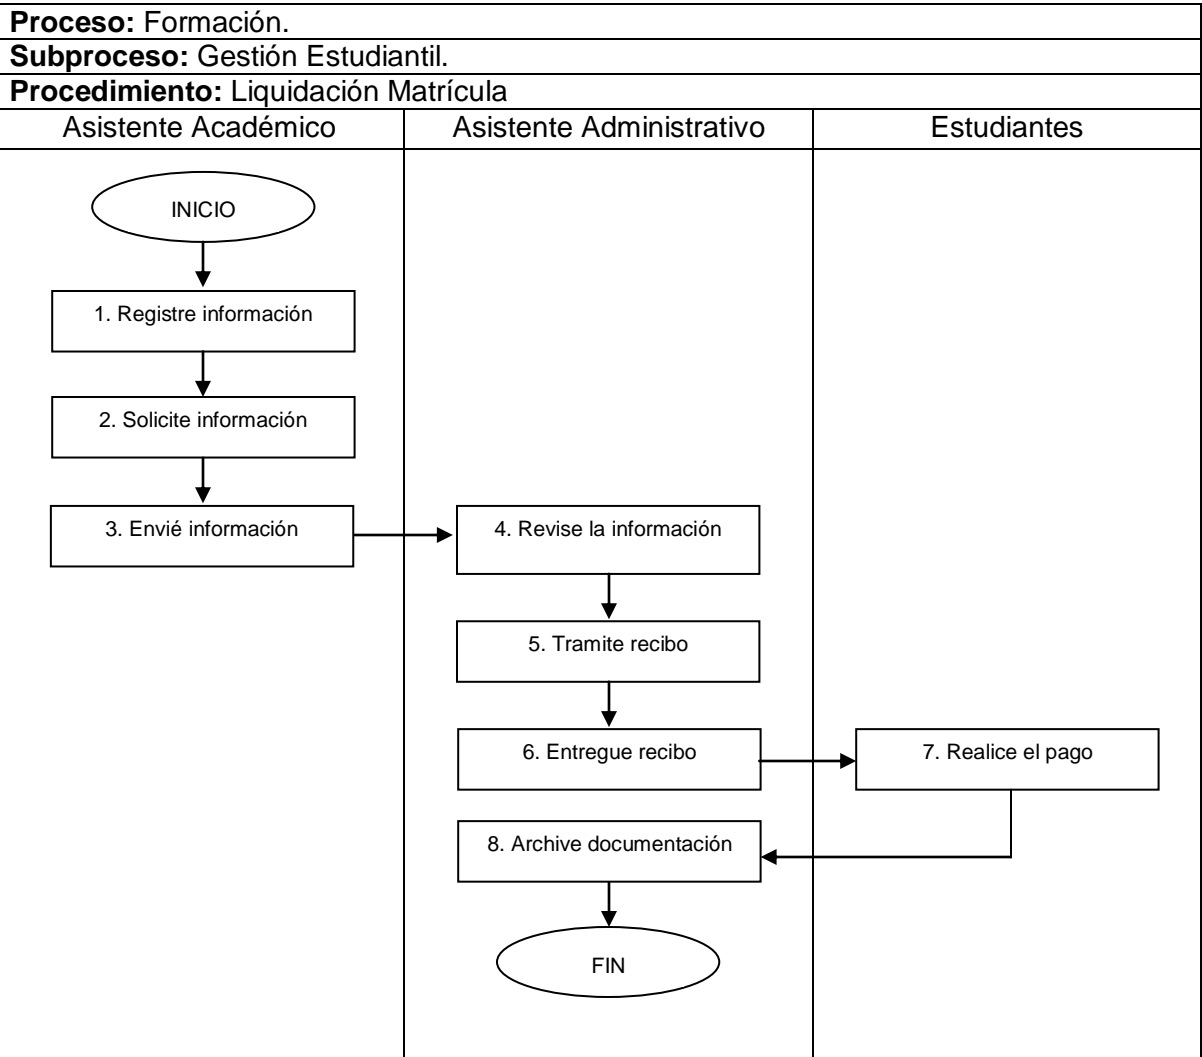 Proceso: Formación.
Subproceso: Gestión Estudiantil.
Procedimiento: Liquidación Matrícula
Asistente Académico
Asistente Administrativo
Estudiantes
INICIO
1. Registre información
2. Solicite información
3. Envié información
4. Revise la información
5. Tramite recibo
6. Entregue recibo
7. Realice el pago
8. Archive documentación
FIN